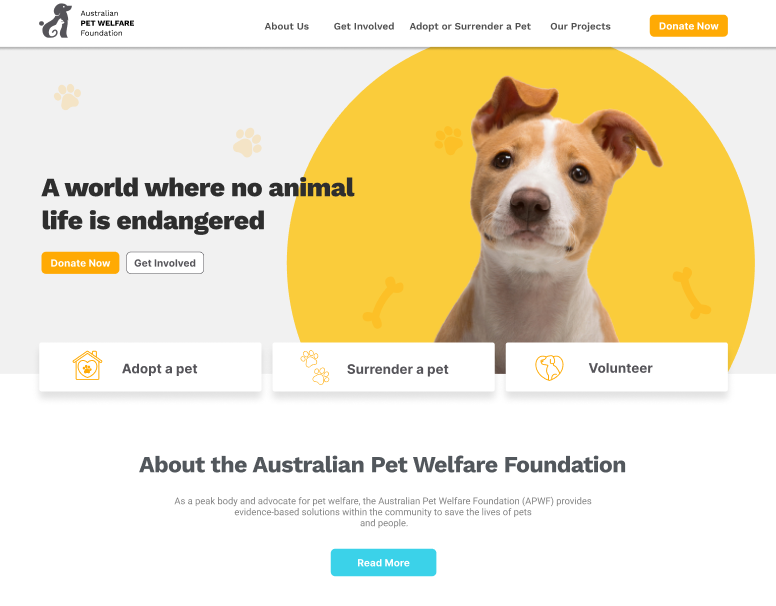 Australian
PET WELFARE
Foundation
About Us
Get Involved
Adopt or Surrender a Pet
Our Projects
Donate Now
A world where no animal
life is endangered
Donate Now
Get Involved
Adopt a pet
Surrender a pet
Volunteer
About the Australian Pet Welfare Foundation
As a peak body and advocate for pet welfare, the Australian Pet Welfare Foundation (APWF) provides
evidence-based solutions within the community to save the lives of pets
and people.
Read More